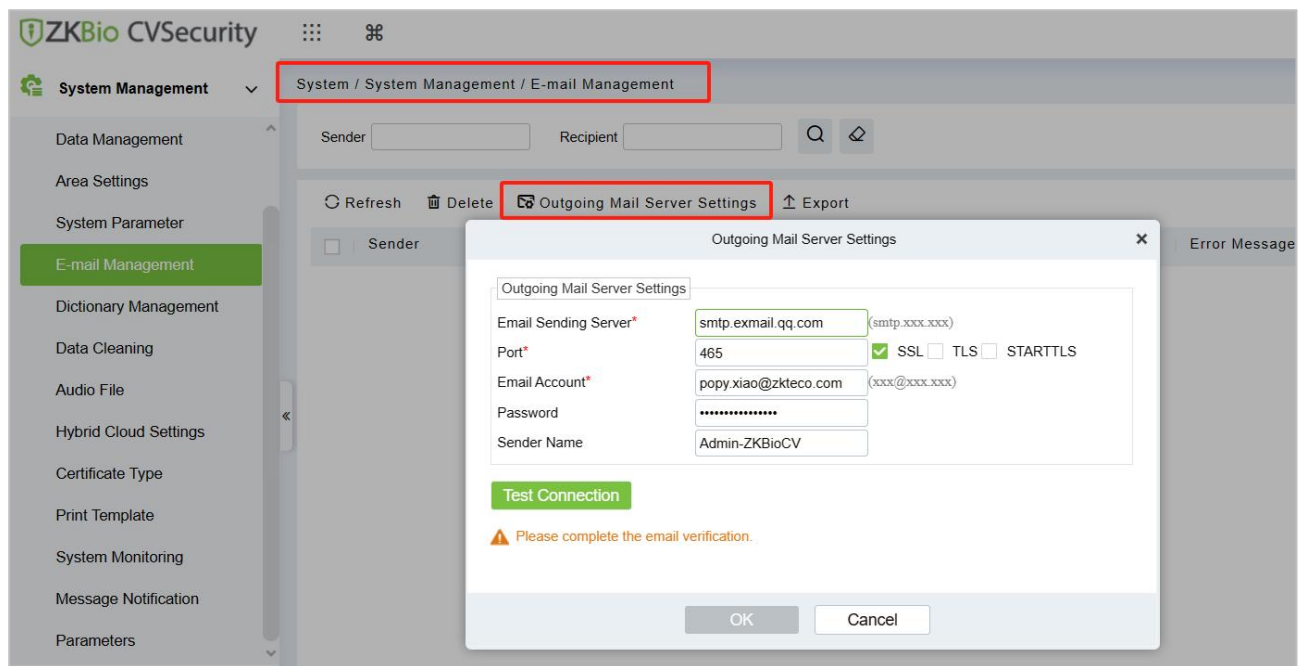 ZKBio CVSecurity
System Management
System / System Management / E-mail Management
Data Management
Area Settings
System Parameter
E-mail Management
Dictionary Management
Data Cleaning
Audio File
Hybrid Cloud Settings
Certificate Type
Print Template
System Monitoring
Message Notification
Parameters
Sender Recipient
Refresh Delete Outgoing Mail Server Settings Export
Sender Error Message
Outgoing Mail Server Settings
Outgoing Mail Server Settings
Email Sending Server* smtp.exmail.qq.com (smtp.xxx.xxx)
Port* 465 SSL TLS STARTTLS
Email Account* popy.xiao@zkteco.com (xxx@xxx.xxx)
Password ••••••••••••••••
Sender Name Admin-ZKBioCV
Test Connection
Please complete the email verification.
OK Cancel